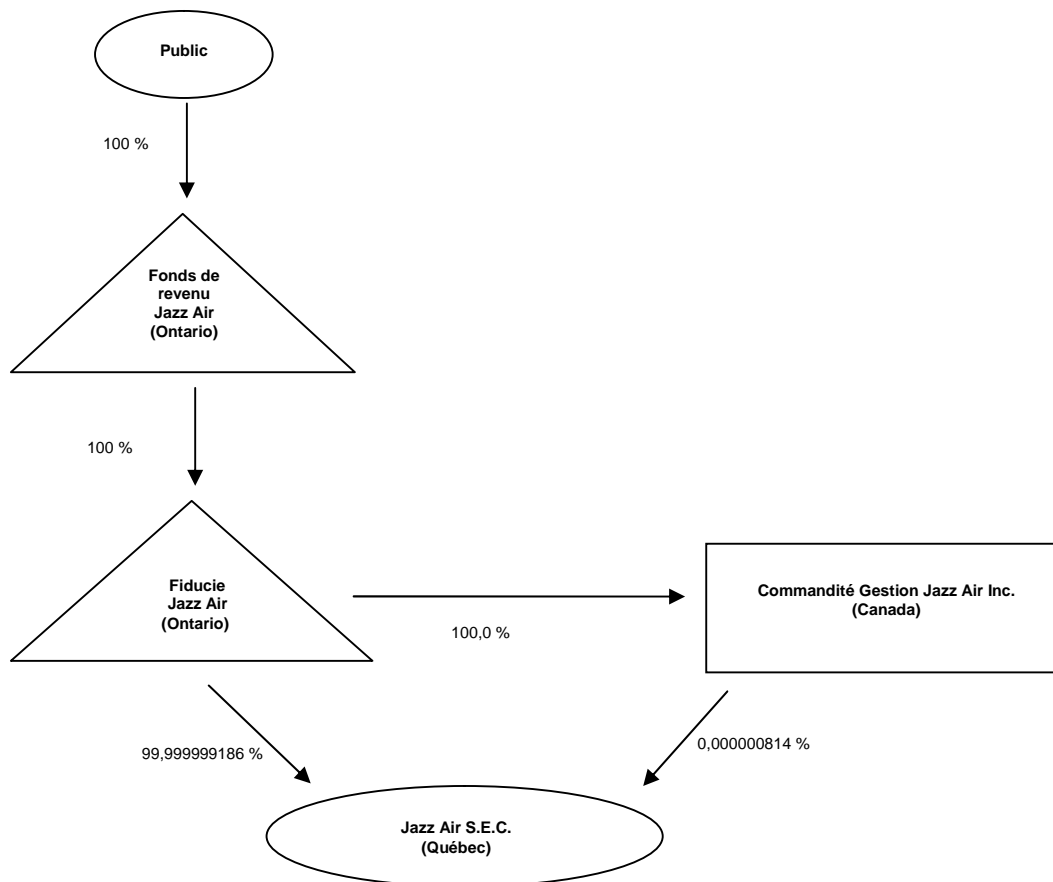 Public
100 %
Fonds de
revenu
Jazz Air
(Ontario)
100 %
Fiducie
Jazz Air
(Ontario)
100,0 %
Commandité Gestion Jazz Air Inc.
(Canada)
99,999999186 %
0,000000814 %
Jazz Air S.E.C.
(Québec)